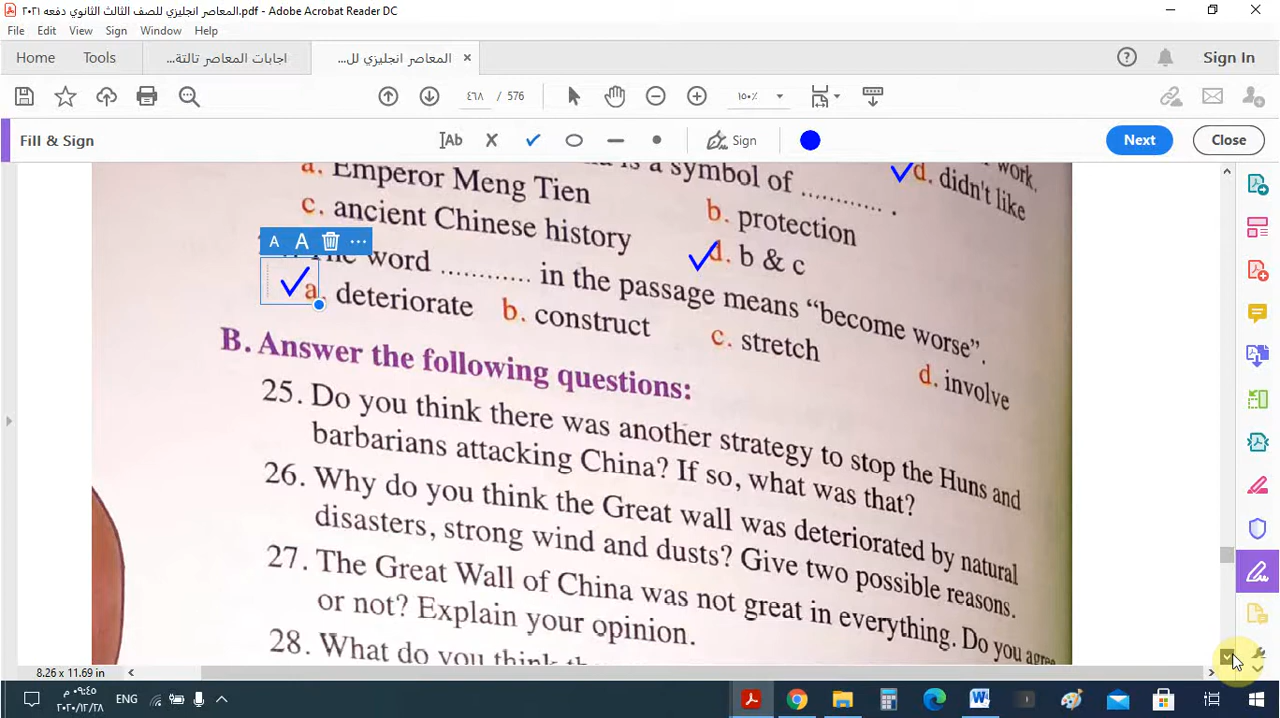 المعاصر انجليزي للصف الثالث الثانوي دفعه ٢٠٢١.pdf - Adobe Acrobat Reader DC
File Edit View Sign Window Help
Home Tools اجابات المعاصر تالتة... المعاصر انجليزي لل... × Sign In
٤٦٨ / 576 ١٥٠٪
Fill & Sign Ab Sign Next Close
is a symbol of ............ . d. didn't like work.
a. Emperor Meng Tien b. protection
c. ancient Chinese history d. b & c
A A ...
word ............ in the passage means “become worse”.
a. deteriorate b. construct c. stretch d. involve
B. Answer the following questions:
25. Do you think there was another strategy to stop the Huns and
barbarians attacking China? If so, what was that?
26. Why do you think the Great wall was deteriorated by natural
disasters, strong wind and dusts? Give two possible reasons.
27. The Great Wall of China was not great in everything. Do you agree
or not? Explain your opinion.
28. What do you think
8.26 x 11.69 in
ENG ٠٩:٤٥ م
٢٠٢٠/١٢/٢٨